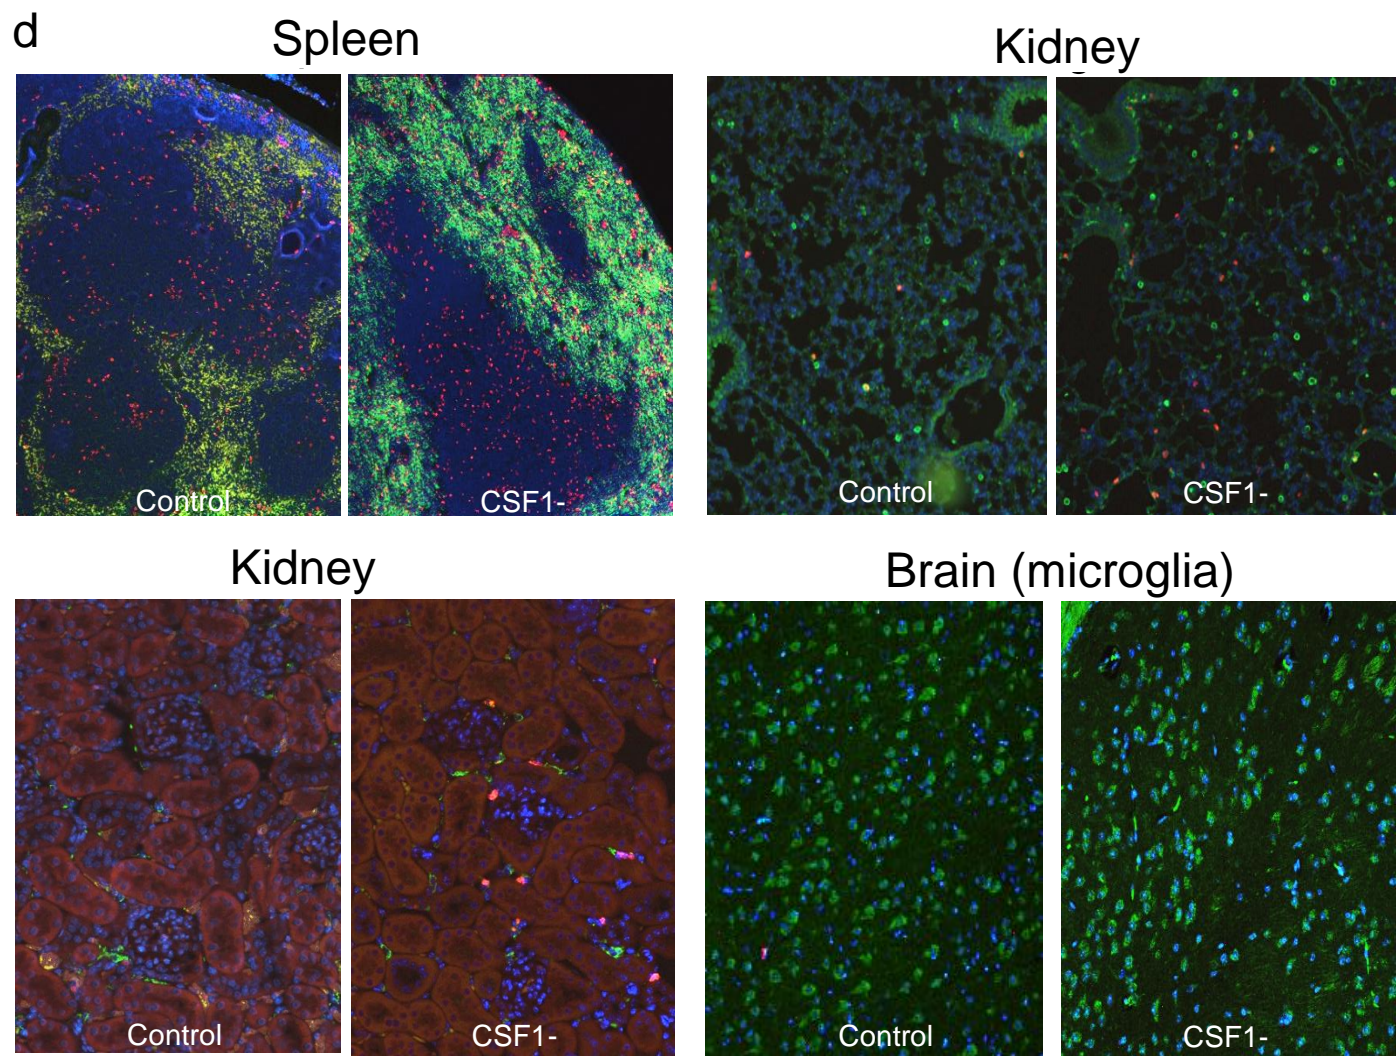 d
Spleen
Kidney
Control
CSF1-
Control
CSF1-
Kidney
Brain (microglia)
Control
CSF1-
Control
CSF1-